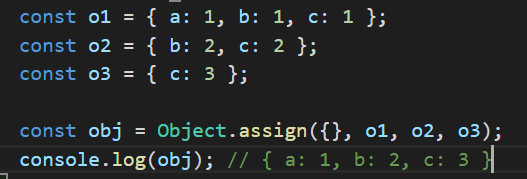 const o1 = { a: 1, b: 1, c: 1 };
const o2 = { b: 2, c: 2 };
const o3 = { c: 3 };
const obj = Object.assign({}, o1, o2, o3);
console.log(obj); // { a: 1, b: 2, c: 3 }